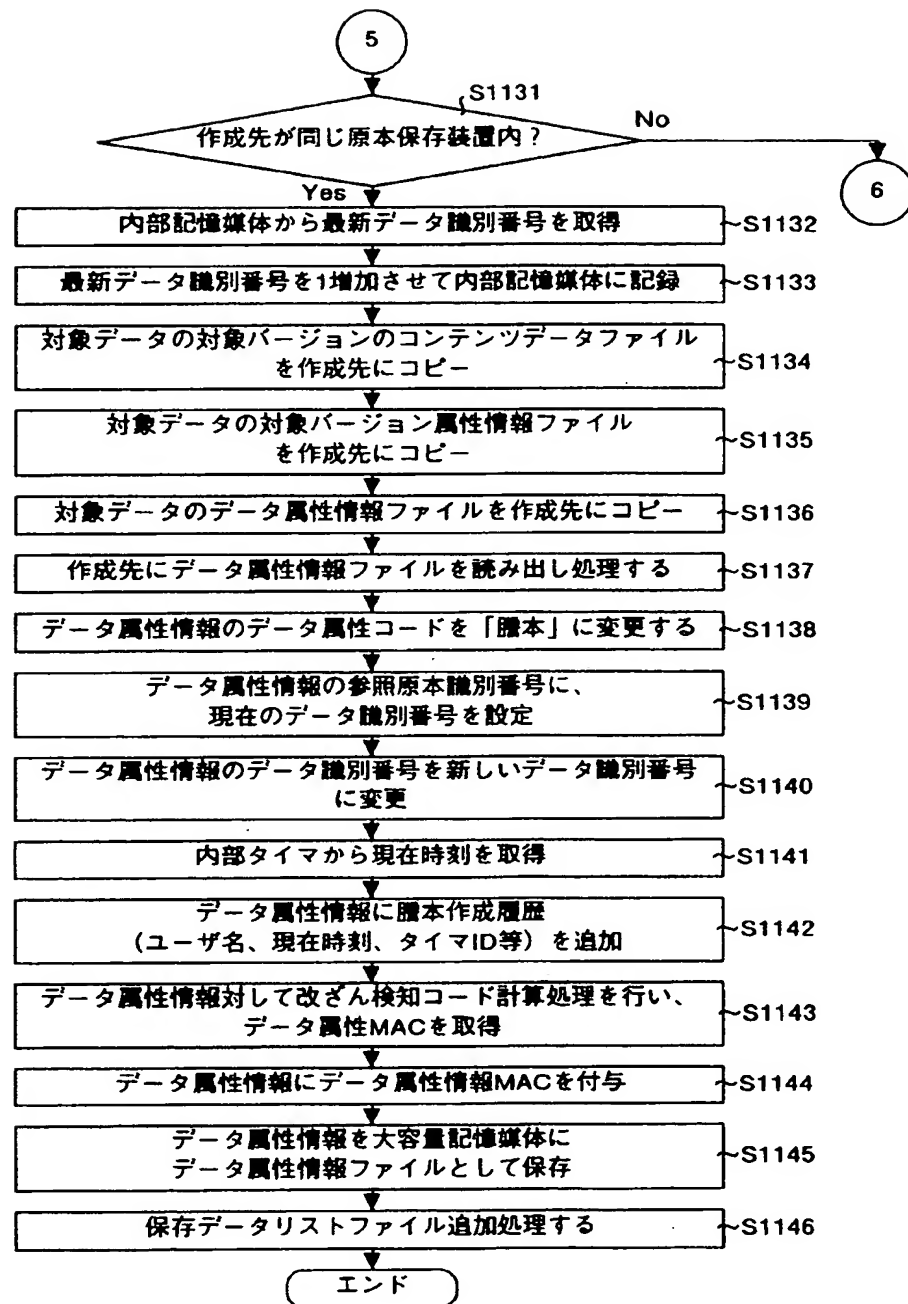 5
S1131
作成先が同じ原本保存装置内？
No
6
Yes
内部記憶媒体から最新データ識別番号を取得
S1132
最新データ識別番号を1増加させて内部記憶媒体に記録
S1133
対象データの対象バージョンのコンテンツデータファイル
を作成先にコピー
S1134
対象データの対象バージョン属性情報ファイル
を作成先にコピー
S1135
対象データのデータ属性情報ファイルを作成先にコピー
S1136
作成先にデータ属性情報ファイルを読み出し処理する
S1137
データ属性情報のデータ属性コードを「謄本」に変更する
S1138
データ属性情報の参照原本識別番号に、
現在のデータ識別番号を設定
S1139
データ属性情報のデータ識別番号を新しいデータ識別番号
に変更
S1140
内部タイマから現在時刻を取得
S1141
データ属性情報に謄本作成履歴
（ユーザ名、現在時刻、タイマID等）を追加
S1142
データ属性情報対して改ざん検知コード計算処理を行い、
データ属性MACを取得
S1143
データ属性情報にデータ属性情報MACを付与
S1144
データ属性情報を大容量記憶媒体に
データ属性情報ファイルとして保存
S1145
保存データリストファイル追加処理する
S1146
エンド